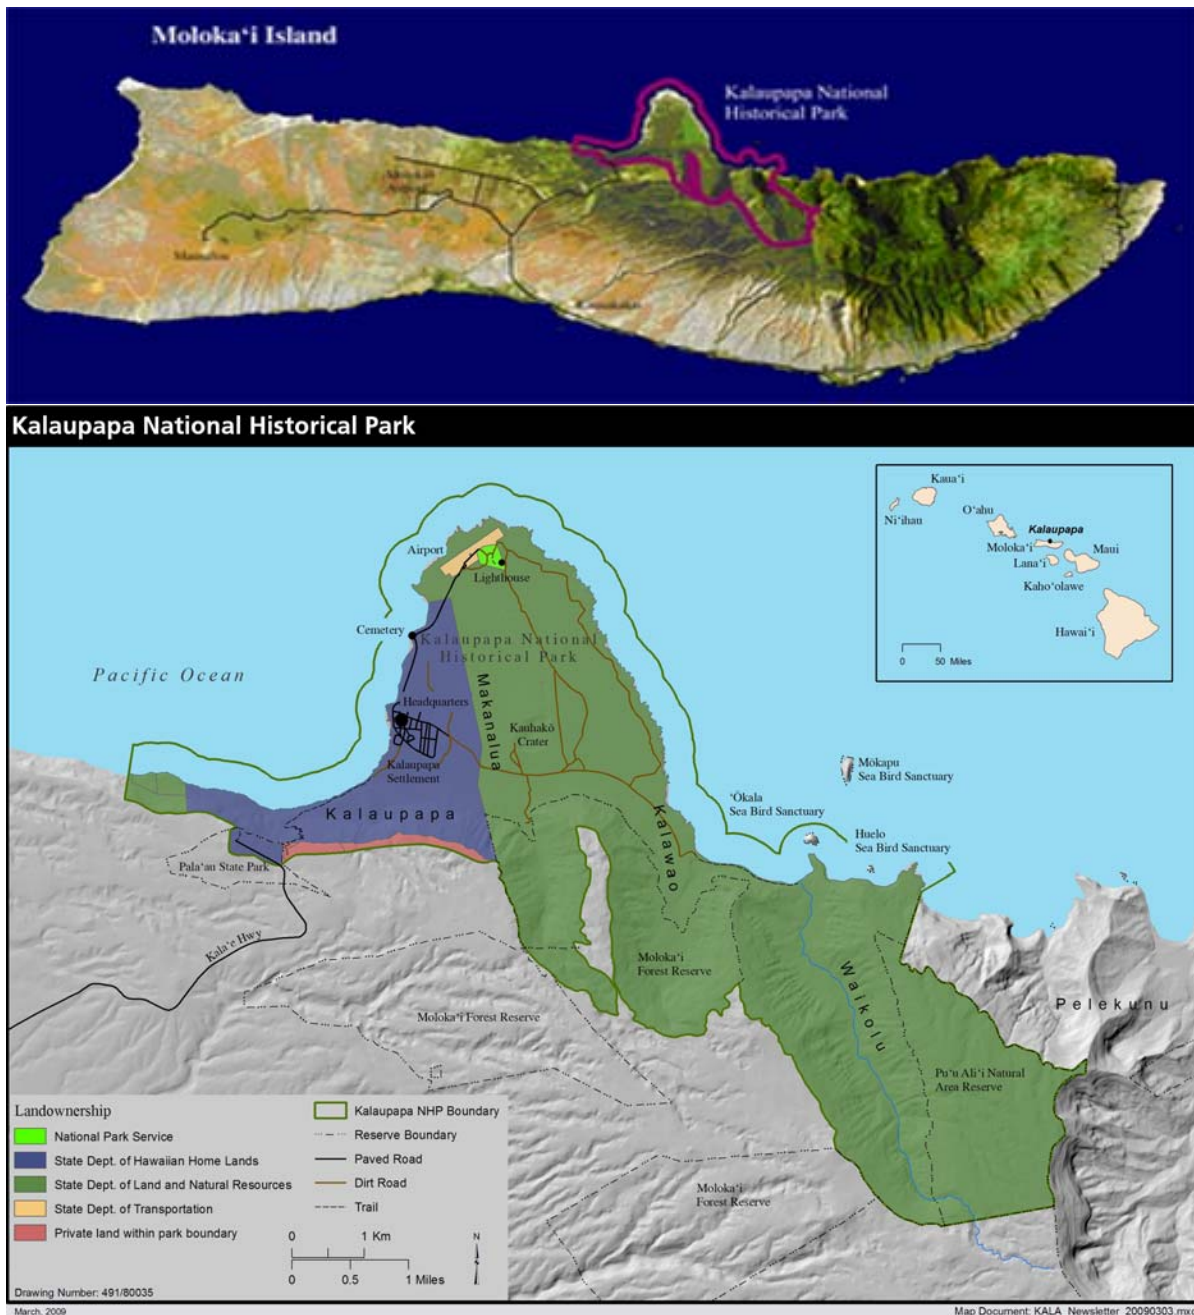 Moloka‘i Island
Kalaupapa National
Historical Park
Kalaupapa National Historical Park
Kaua‘i
Ni‘ihau
O‘ahu
Kalaupapa
Moloka‘i
Maui
Lana‘i
Kaho‘olawe
Hawai‘i
0 50 Miles
Airport
Lighthouse
Cemetery
Kalaupapa National
Historical Park
Pacific Ocean
Makanalua
Headquarters
Kauhakō
Crater
Kalaupapa
Settlement
Kalaupapa
Kalawao
Mōkapu
Sea Bird Sanctuary
‘Ōkala
Sea Bird Sanctuary
Huelo
Sea Bird Sanctuary
Pala‘au State Park
Kala‘e Hwy
Moloka‘i
Forest Reserve
Waikolu
Pelekunu
Moloka‘i Forest Reserve
Pu‘u Ali‘i Natural
Area Reserve
Moloka‘i
Forest Reserve
Landownership
National Park Service
State Dept. of Hawaiian Home Lands
State Dept. of Land and Natural Resources
State Dept. of Transportation
Private land within park boundary
Kalaupapa NHP Boundary
Reserve Boundary
Paved Road
Dirt Road
Trail
0 1 Km
0 0.5 1 Miles
N
Drawing Number: 491/80035
March, 2009
Map Document: KALA_Newsletter_20090303.mxd